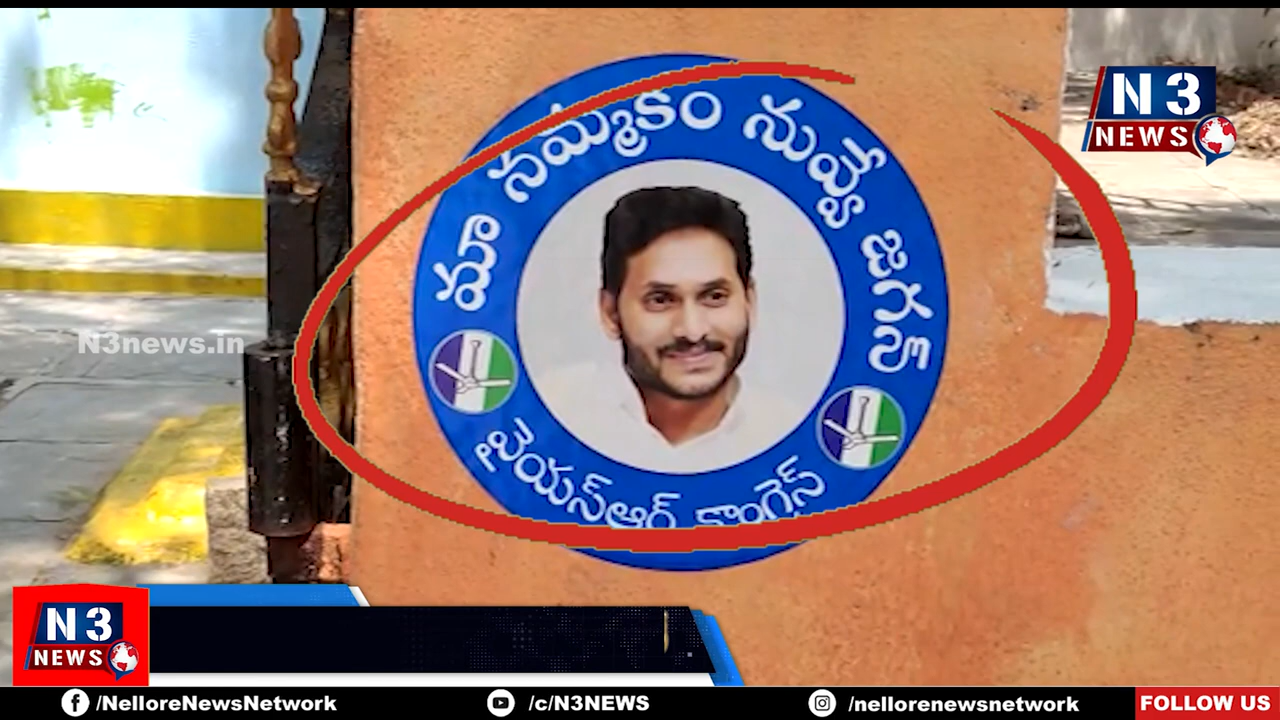 మా నమ్మకం నువ్వే జగన్
వైయస్ఆర్ కాంగ్రెస్
N3
NEWS
N3news.in
N3
NEWS
/NelloreNewsNetwork
/c/N3NEWS
/nellorenewsnetwork
FOLLOW US